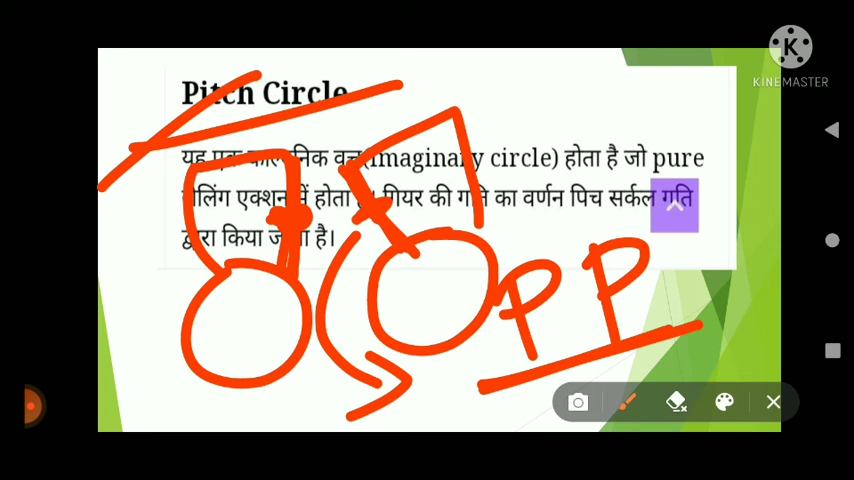 KINEMASTER
Pitch Circle
यह एक काल्पनिक वृत्त(imaginary circle) होता है जो pure
रोलिंग एक्शन में होता है। गियर की गति का वर्णन पिच सर्कल गति
द्वारा किया जाता है।
P P